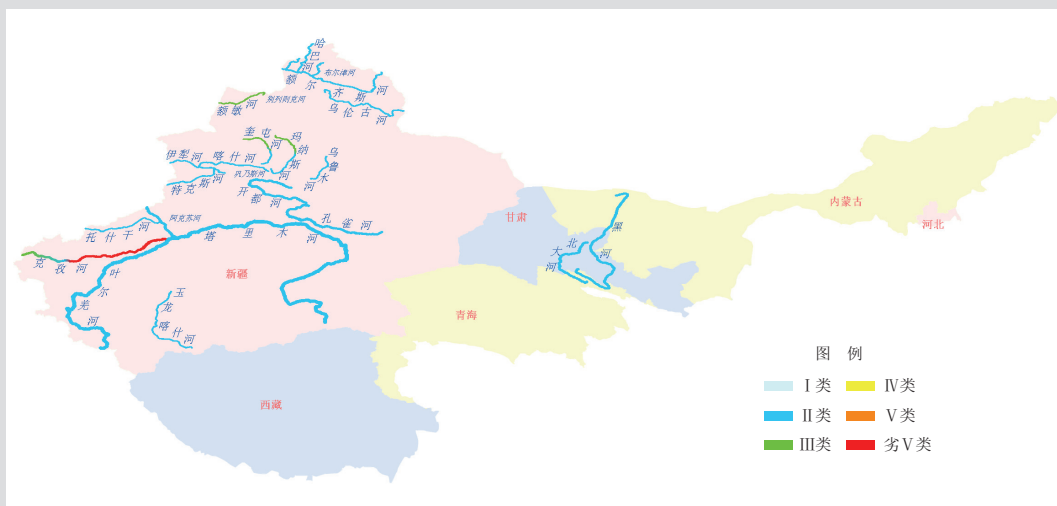 哈巴河
布尔津河
额尔齐斯河
别列则克河
额敏河
乌伦古河
奎屯河
玛纳斯河
乌鲁木河
伊犁河
喀什河
巩乃斯河
特克斯河
开都河
阿克苏河
托什干河
塔里木河
孔雀河
克孜河
叶尔羌河
玉龙喀什河
新疆
西藏
青海
甘肃
黑河
大北河
内蒙古
河北
图 例
Ⅰ类
Ⅳ类
Ⅱ类
Ⅴ类
Ⅲ类
劣Ⅴ类